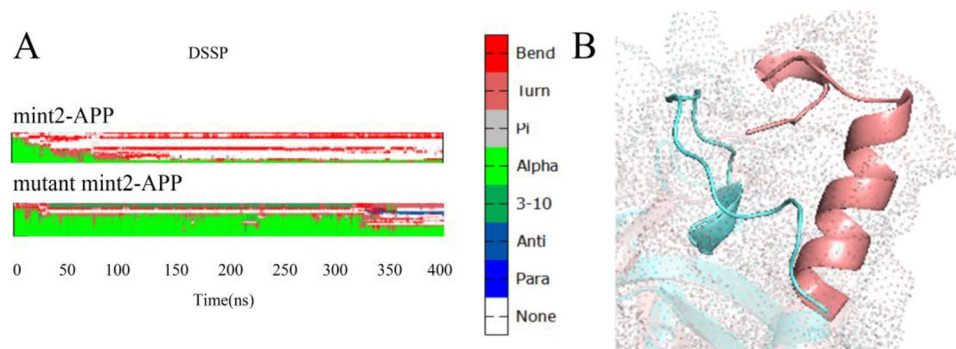 A
DSSP
mint2-APP
mutant mint2-APP
0 50 100 150 200 250 300 350 400
Time(ns)
Bend
Turn
Pi
Alpha
3-10
Anti
Para
None
B